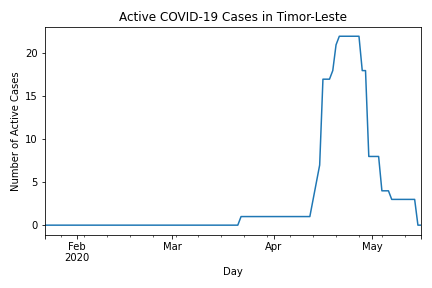 Active COVID-19 Cases in Timor-Leste
Number of Active Cases
20
15
10
5
0
Feb
2020
Mar
Apr
May
Day